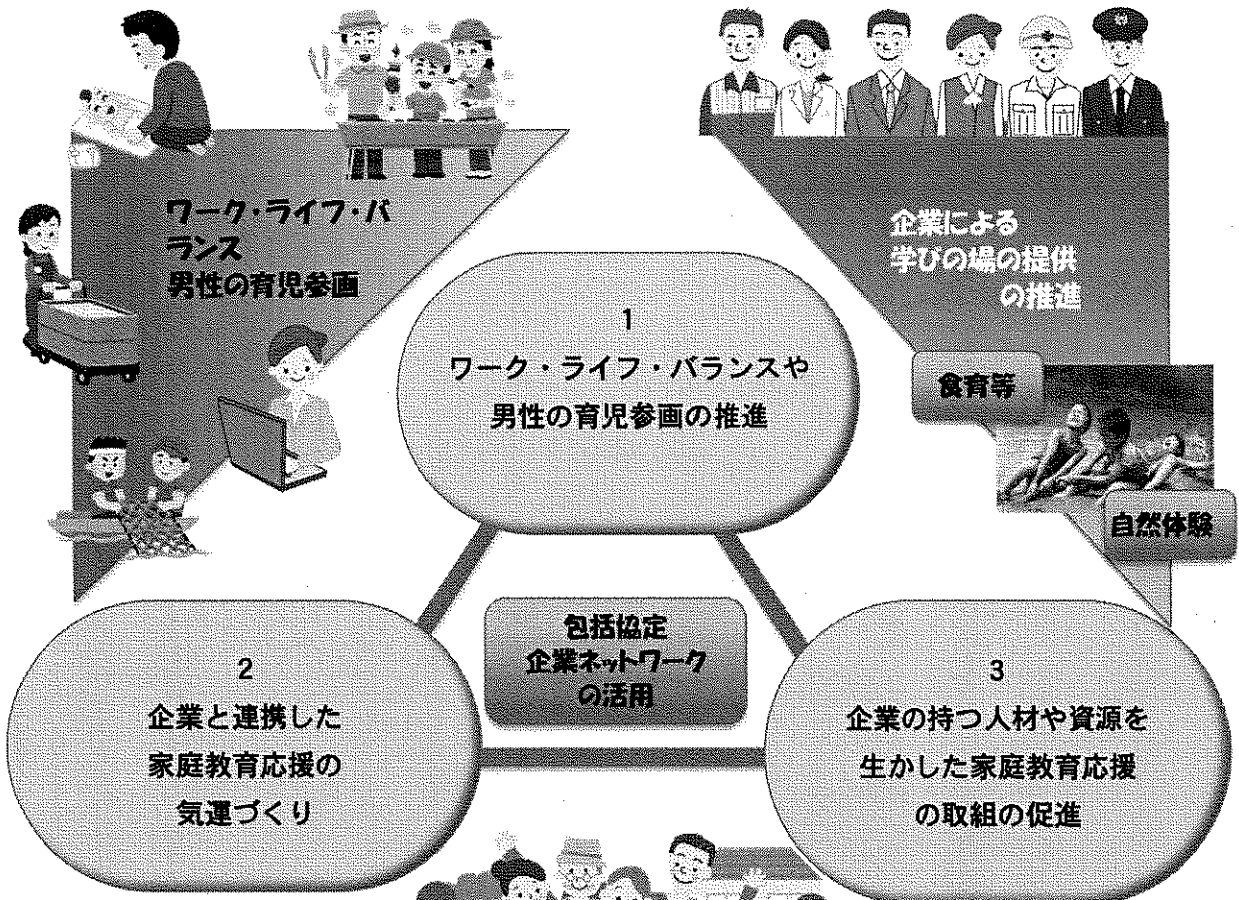 ワーク・ライフ・バ
ランス
男性の育児参画
企業による
学びの場の提供
の推進
1
ワーク・ライフ・バランスや
男性の育児参画の推進
食育等
自然体験
包括協定
企業ネットワーク
の活用
2
企業と連携した
家庭教育応援の
気運づくり
3
企業の持つ人材や資源を
生かした家庭教育応援
の取組の促進